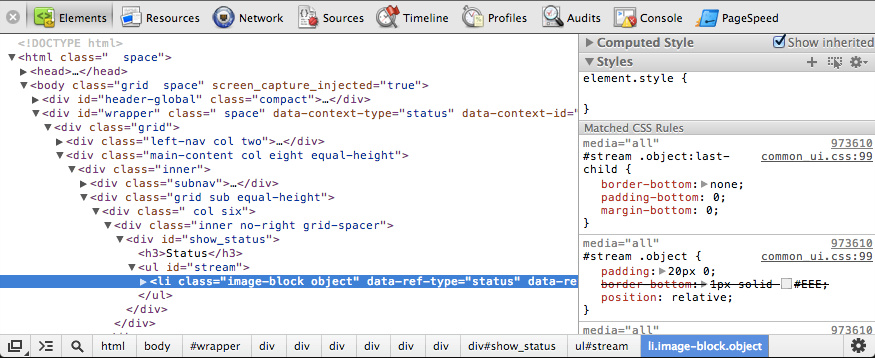 Elements Resources Network Sources Timeline Profiles Audits Console PageSpeed
<!DOCTYPE html>
▼<html class="  space">
▶<head>…</head>
▼<body class="grid  space" screen_capture_injected="true">
▶<div id="header-global" class="compact">…</div>
▼<div id="wrapper" class=" space" data-context-type="status" data-context-id="
▼<div class="grid">
▶<div class="left-nav col two">…</div>
▼<div class="main-content col eight equal-height">
▼<div class="inner">
▶<div class="subnav">…</div>
▼<div class="grid sub equal-height">
▼<div class=" col six">
▼<div class="inner no-right grid-spacer">
▼<div id="show_status">
<h3>Status</h3>
▼<ul id="stream">
▶<li class="image-block object" data-ref-type="status" data-re
</ul>
</div>
</div>
▶ Computed Style Show inherited
▼ Styles
element.style {
}
Matched CSS Rules
media="all" 973610
#stream .object:last-child { common_ui.css:99
border-bottom:▶none;
padding-bottom: 0;
margin-bottom: 0;
}
media="all" 973610
#stream .object { common_ui.css:99
padding:▶20px 0;
border-bottom:▶1px solid #EEE;
position: relative;
}
media="all" 973610
html body #wrapper div div div div div div div#show_status ul#stream li.image-block.object